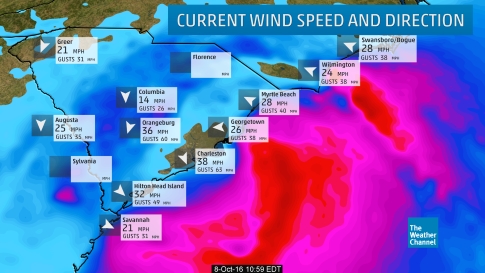 CURRENT WIND SPEED AND DIRECTION
Greer
21 MPH
GUSTS 31 MPH
Florence
MPH
Swansboro/Bogue
28 MPH
GUSTS 38 MPH
Wilmington
24 MPH
GUSTS 38 MPH
Columbia
14 MPH
GUSTS 26 MPH
Myrtle Beach
28 MPH
GUSTS 40 MPH
Augusta
25 MPH
GUSTS 35 MPH
Orangeburg
36 MPH
GUSTS 60 MPH
Georgetown
26 MPH
GUSTS 38 MPH
Sylvania
MPH
Charleston
38 MPH
GUSTS 63 MPH
Hilton Head Island
32 MPH
GUSTS 49 MPH
Savannah
21 MPH
GUSTS 51 MPH
The
Weather
Channel
8-Oct-16 10:59 EDT